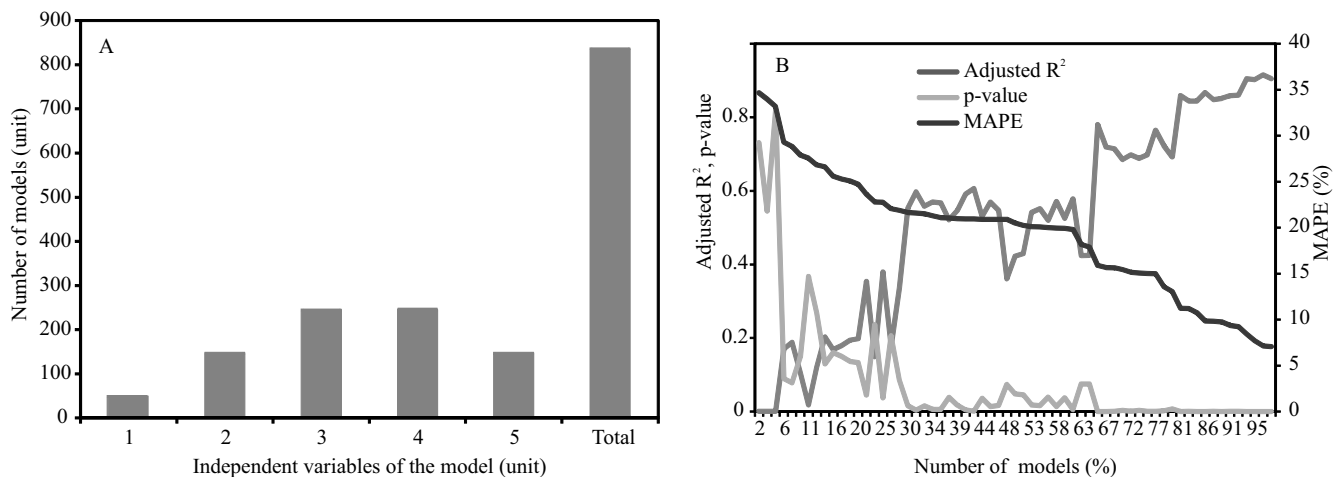 A
Number of models (unit)
900
800
700
600
500
400
300
200
100
0
1 2 3 4 5 Total
Independent variables of the model (unit)
B
Adjusted R²
p-value
MAPE
Adjusted R², p-value
0.8
0.6
0.4
0.2
0
MAPE (%)
40
35
30
25
20
15
10
5
0
2 6 11 16 20 25 30 34 39 44 48 53 58 63 67 72 77 81 86 91 95
Number of models (%)